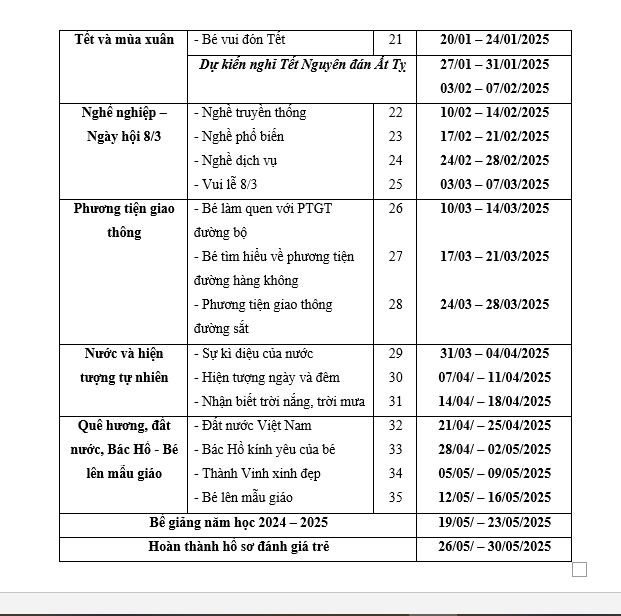 Tết và mùa xuân - Bé vui đón Tết 21 20/01 – 24/01/2025
Dự kiến nghỉ Tết Nguyên đán Ất Tỵ 27/01 – 31/01/2025
03/02 – 07/02/2025
Nghề nghiệp – - Nghề truyền thống 22 10/02 – 14/02/2025
Ngày hội 8/3 - Nghề phổ biến 23 17/02 – 21/02/2025
- Nghề dịch vụ 24 24/02 – 28/02/2025
- Vui lễ 8/3 25 03/03 – 07/03/2025
Phương tiện giao - Bé làm quen với PTGT 26 10/03 – 14/03/2025
thông đường bộ
- Bé tìm hiểu về phương tiện 27 17/03 – 21/03/2025
đường hàng không
- Phương tiện giao thông 28 24/03 – 28/03/2025
đường sắt
Nước và hiện - Sự kì diệu của nước 29 31/03 – 04/04/2025
tượng tự nhiên - Hiện tượng ngày và đêm 30 07/04/ – 11/04/2025
- Nhận biết trời nắng, trời mưa 31 14/04/ – 18/04/2025
Quê hương, đất - Đất nước Việt Nam 32 21/04/ – 25/04/2025
nước, Bác Hồ - Bé - Bác Hồ kính yêu của bé 33 28/04/ – 02/05/2025
lên mẫu giáo - Thành Vinh xinh đẹp 34 05/05/ – 09/05/2025
- Bé lên mẫu giáo 35 12/05/ – 16/05/2025
Bế giảng năm học 2024 – 2025 19/05/ – 23/05/2025
Hoàn thành hồ sơ đánh giá trẻ 26/05/ – 30/05/2025